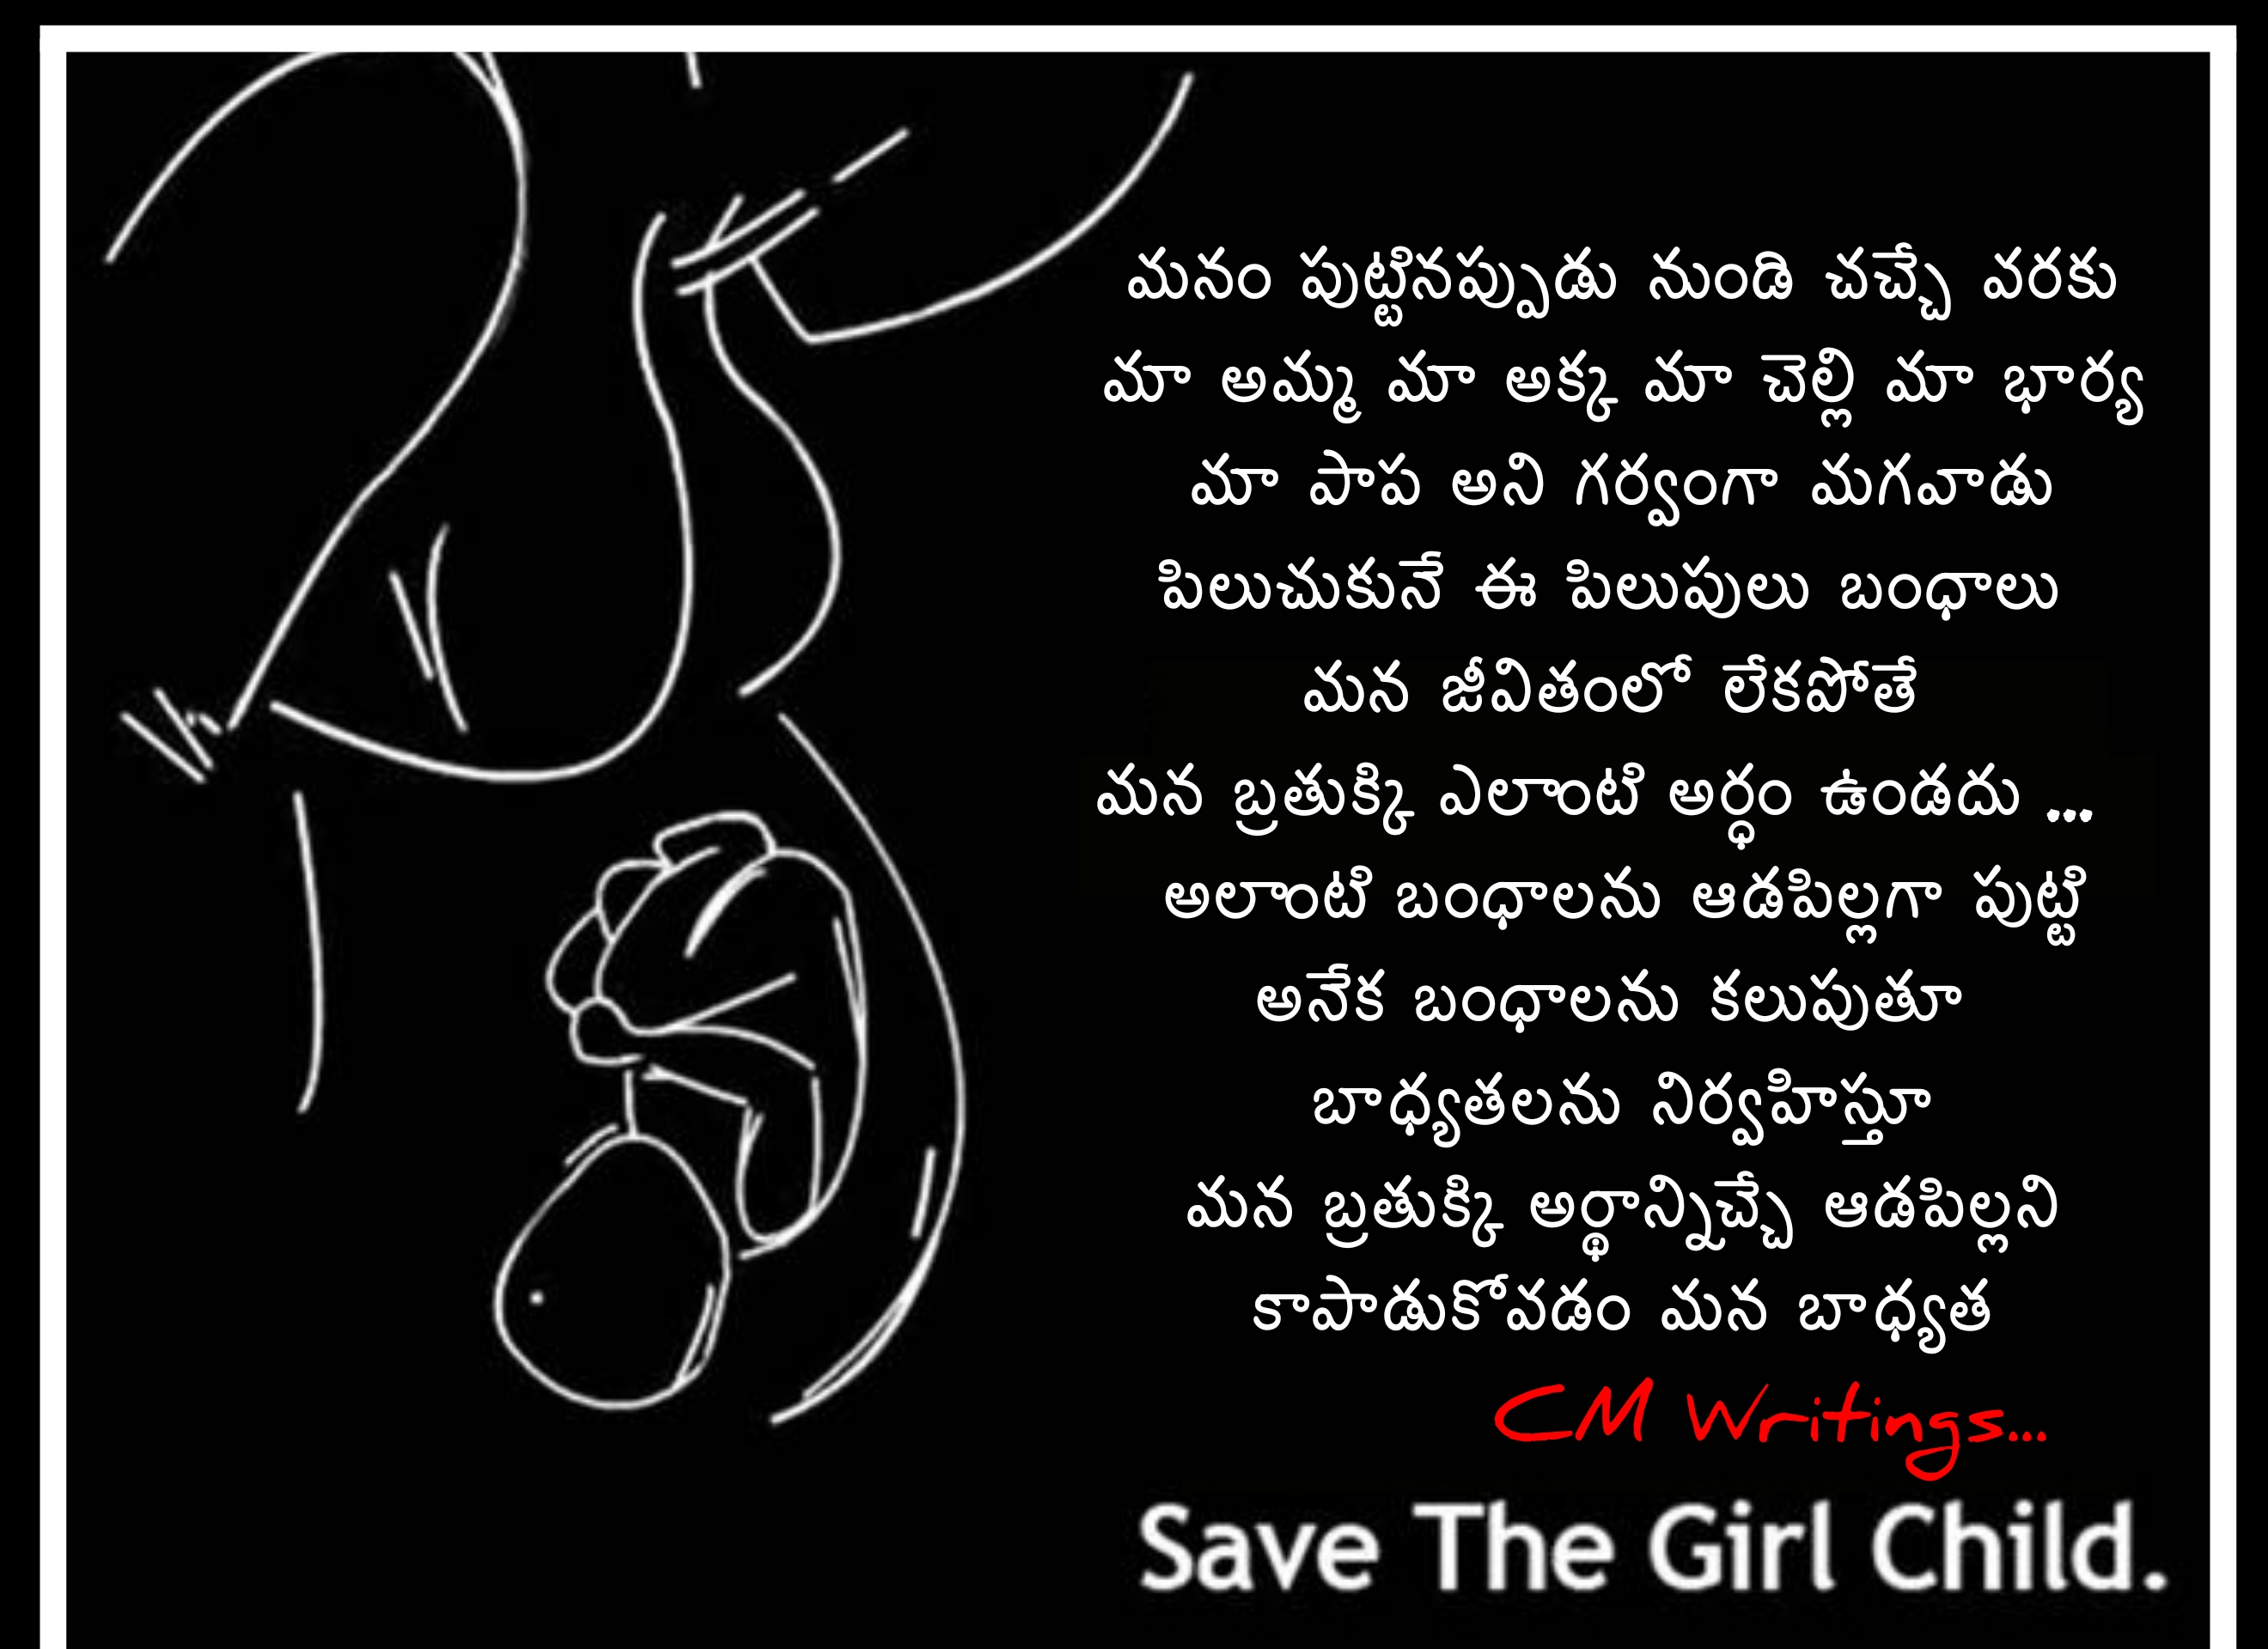 మనం పుట్టినప్పుడు నుండి చచ్చే వరకు
మా అమ్మ మా అక్క మా చెల్లి మా భార్య
మా పాప అని గర్వంగా మగవాడు
పిలుచుకునే ఈ పిలుపులు బంధాలు
మన జీవితంలో లేకపోతే
మన బ్రతుక్కి ఎలాంటి అర్ధం ఉండదు ...
అలాంటి బంధాలను ఆడపిల్లగా పుట్టి
అనేక బంధాలను కలుపుతూ
బాధ్యతలను నిర్వహిస్తూ
మన బ్రతుక్కి అర్థాన్నిచ్చే ఆడపిల్లని
కాపాడుకోవడం మన బాధ్యత
CM Writings...
Save The Girl Child.